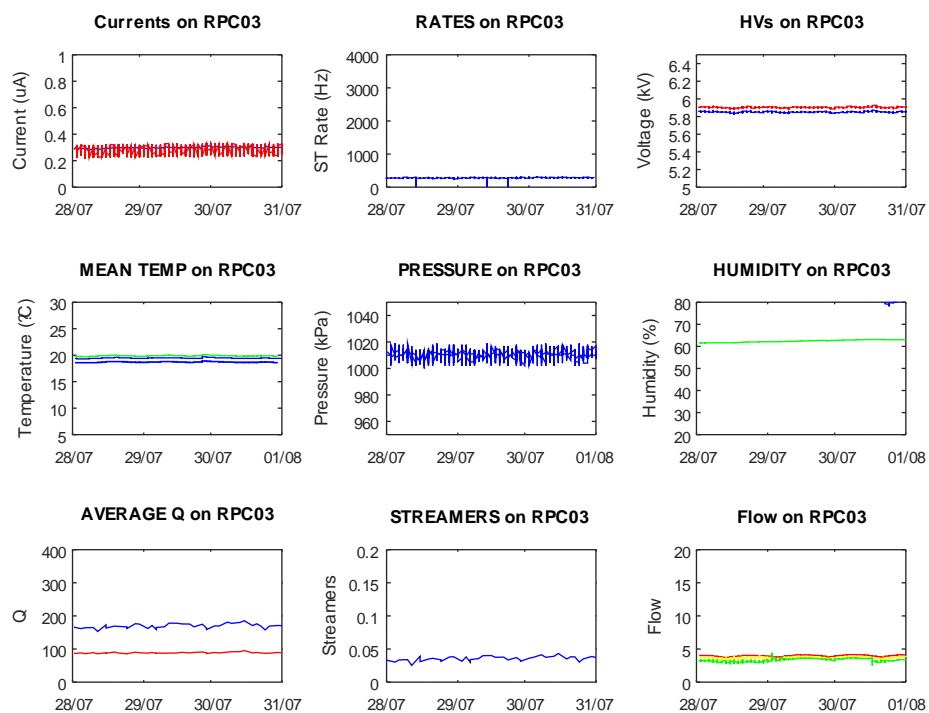 Currents on RPC03
RATES on RPC03
HVs on RPC03
Current (uA)
1
0.8
0.6
0.4
0.2
0
28/07 29/07 30/07 31/07
ST Rate (Hz)
4000
3000
2000
1000
0
28/07 29/07 30/07 31/07
Voltage (kV)
6.4
6.2
6
5.8
5.6
5.4
5.2
5
28/07 29/07 30/07 31/07
MEAN TEMP on RPC03
PRESSURE on RPC03
HUMIDITY on RPC03
Temperature (?C)
30
25
20
15
10
5
28/07 29/07 30/07 01/08
Pressure (kPa)
1040
1020
1000
980
960
28/07 29/07 30/07 01/08
Humidity (%)
80
70
60
50
40
30
20
28/07 29/07 30/07 01/08
AVERAGE Q on RPC03
STREAMERS on RPC03
Flow on RPC03
Q
400
300
200
100
0
28/07 29/07 30/07 31/07
Streamers
0.2
0.15
0.1
0.05
0
28/07 29/07 30/07 31/07
Flow
20
15
10
5
0
28/07 29/07 30/07 01/08